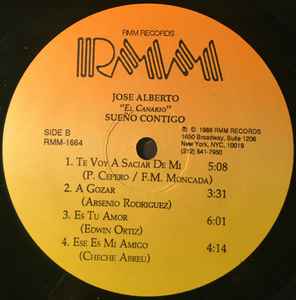 RMM RECORDS
RMM
JOSE ALBERTO
"EL CANARIO"
SUEÑO CONTIGO
SIDE B
RMM-1664
℗ © 1988 RMM RECORDS
1650 Broadway, Suite 1206
New York, NYC, 10019
(212) 541-7950
1. TE VOY A SACIAR DE MI 5:08
(P. CEPERO / F.M. MONCADA)
2. A GOZAR 3:31
(ARSENIO RODRIGUEZ)
3. ES TU AMOR 6:01
(EDWIN ORTIZ)
4. ESE ES MI AMIGO 4:14
(CHECHE ABREU)